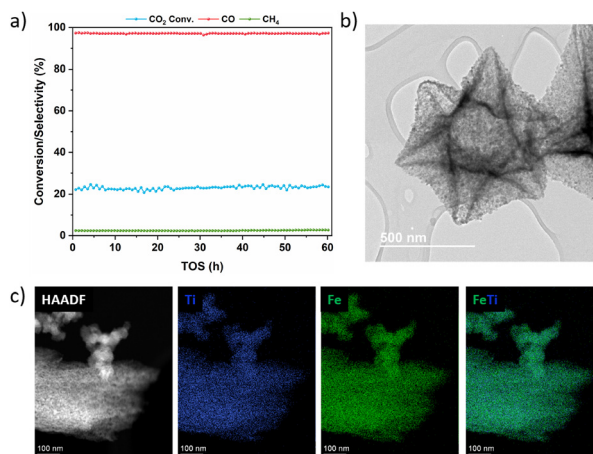 a)
CO₂ Conv. CO CH₄
100
80
60
40
20
0
0 10 20 30 40 50 60
Conversion/Selectivity (%)
TOS (h)
b)
500 nm
c)
HAADF
Ti
Fe
FeTi
100 nm
100 nm
100 nm
100 nm